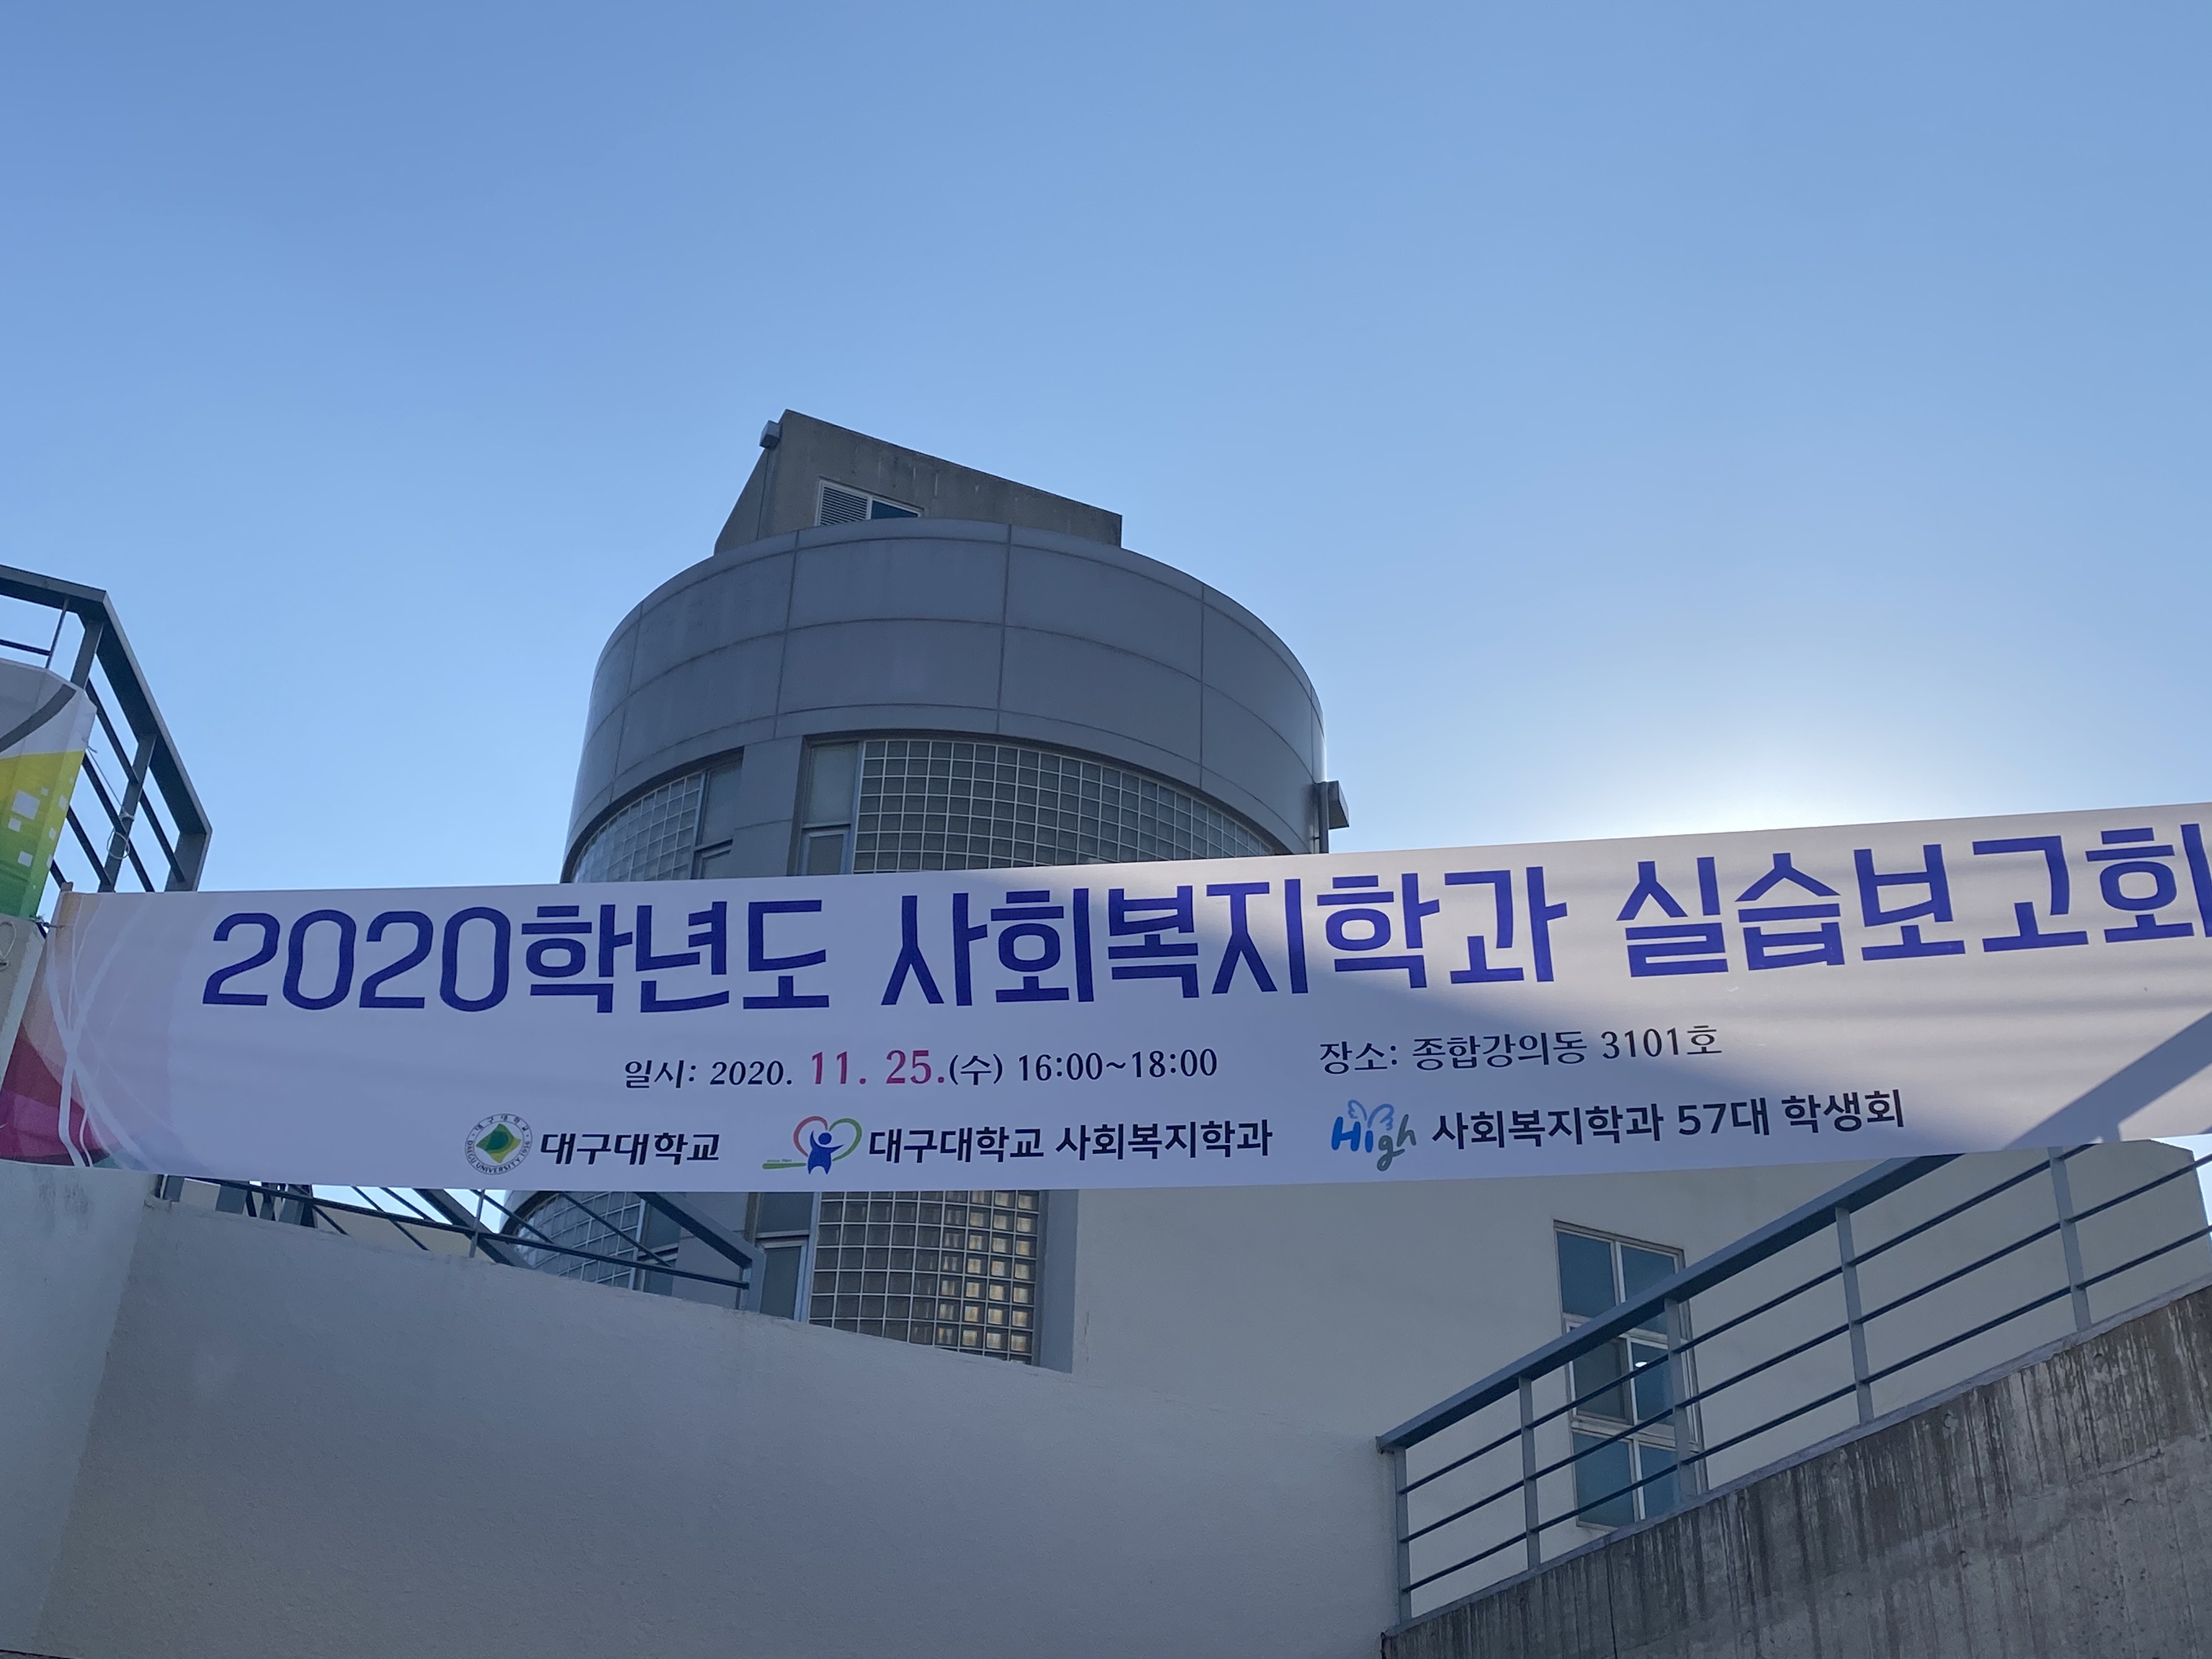 2020학년도 사회복지학과 실습보고회
일시: 2020. 11. 25.(수) 16:00~18:00 장소: 종합강의동 3101호
대구대학교 대구대학교 사회복지학과 High 사회복지학과 57대 학생회